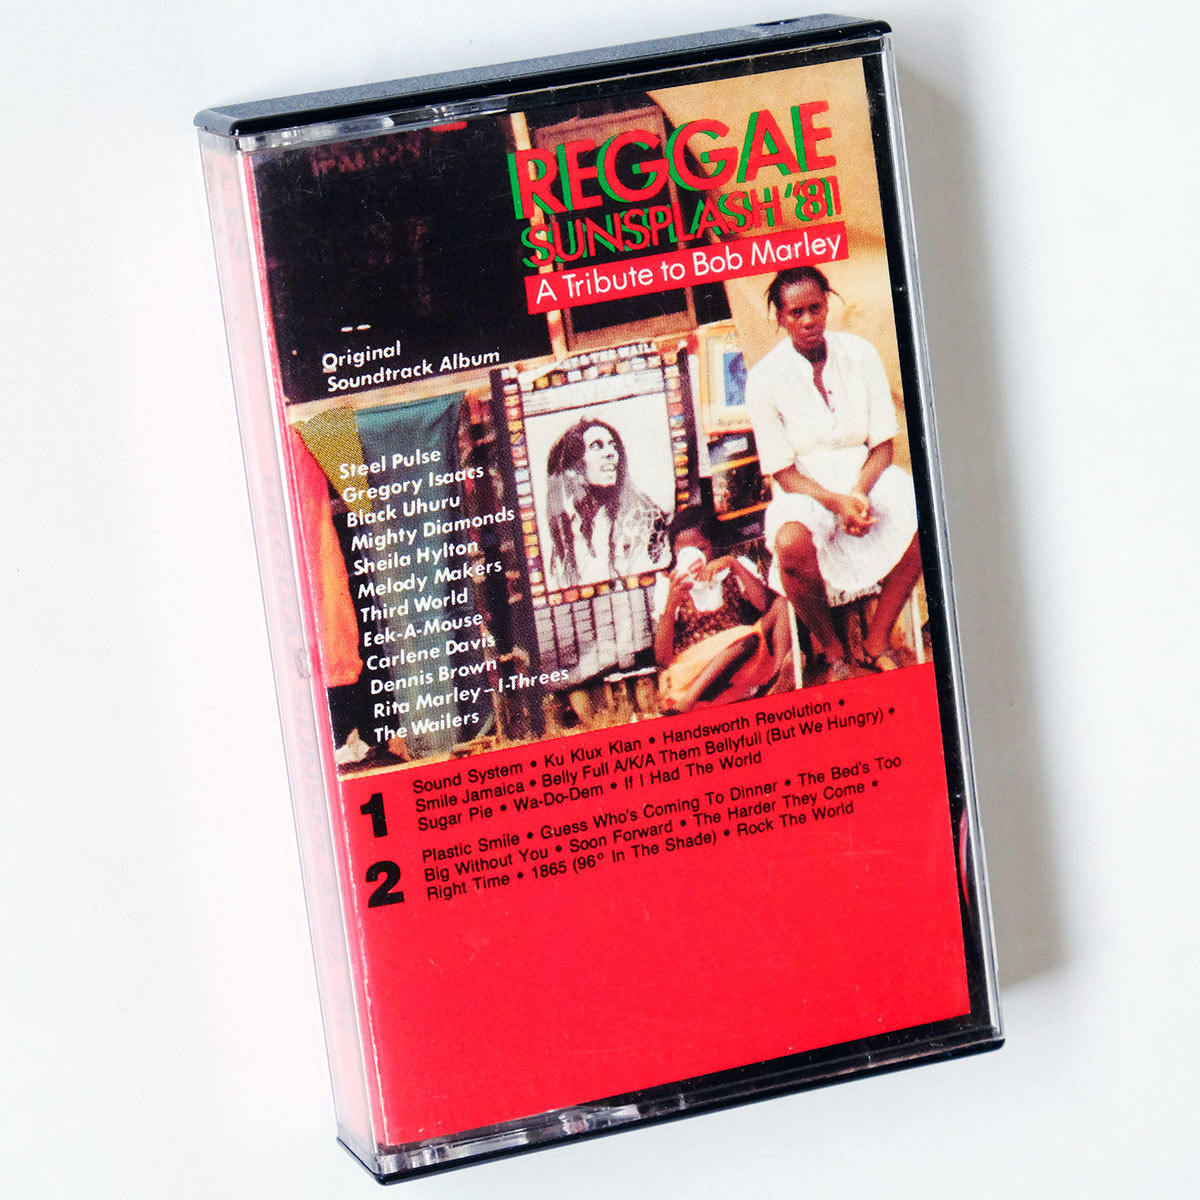 REGGAE
SUNSPLASH '81
A Tribute to Bob Marley
Original
Soundtrack Album
Steel Pulse
Gregory Isaacs
Black Uhuru
Mighty Diamonds
Sheila Hylton
Melody Makers
Third World
Eek-A-Mouse
Carlene Davis
Dennis Brown
Rita Marley–I-Threes
The Wailers
1
Sound System • Ku Klux Klan • Handsworth Revolution •
Smile Jamaica • Belly Full A/K/A Them Bellyfull (But We Hungry) •
Sugar Pie • Wa-Do-Dem • If I Had The World
2
Plastic Smile • Guess Who's Coming To Dinner • The Bed's Too
Big Without You • Soon Forward • The Harder They Come •
Right Time • 1865 (96° In The Shade) • Rock The World